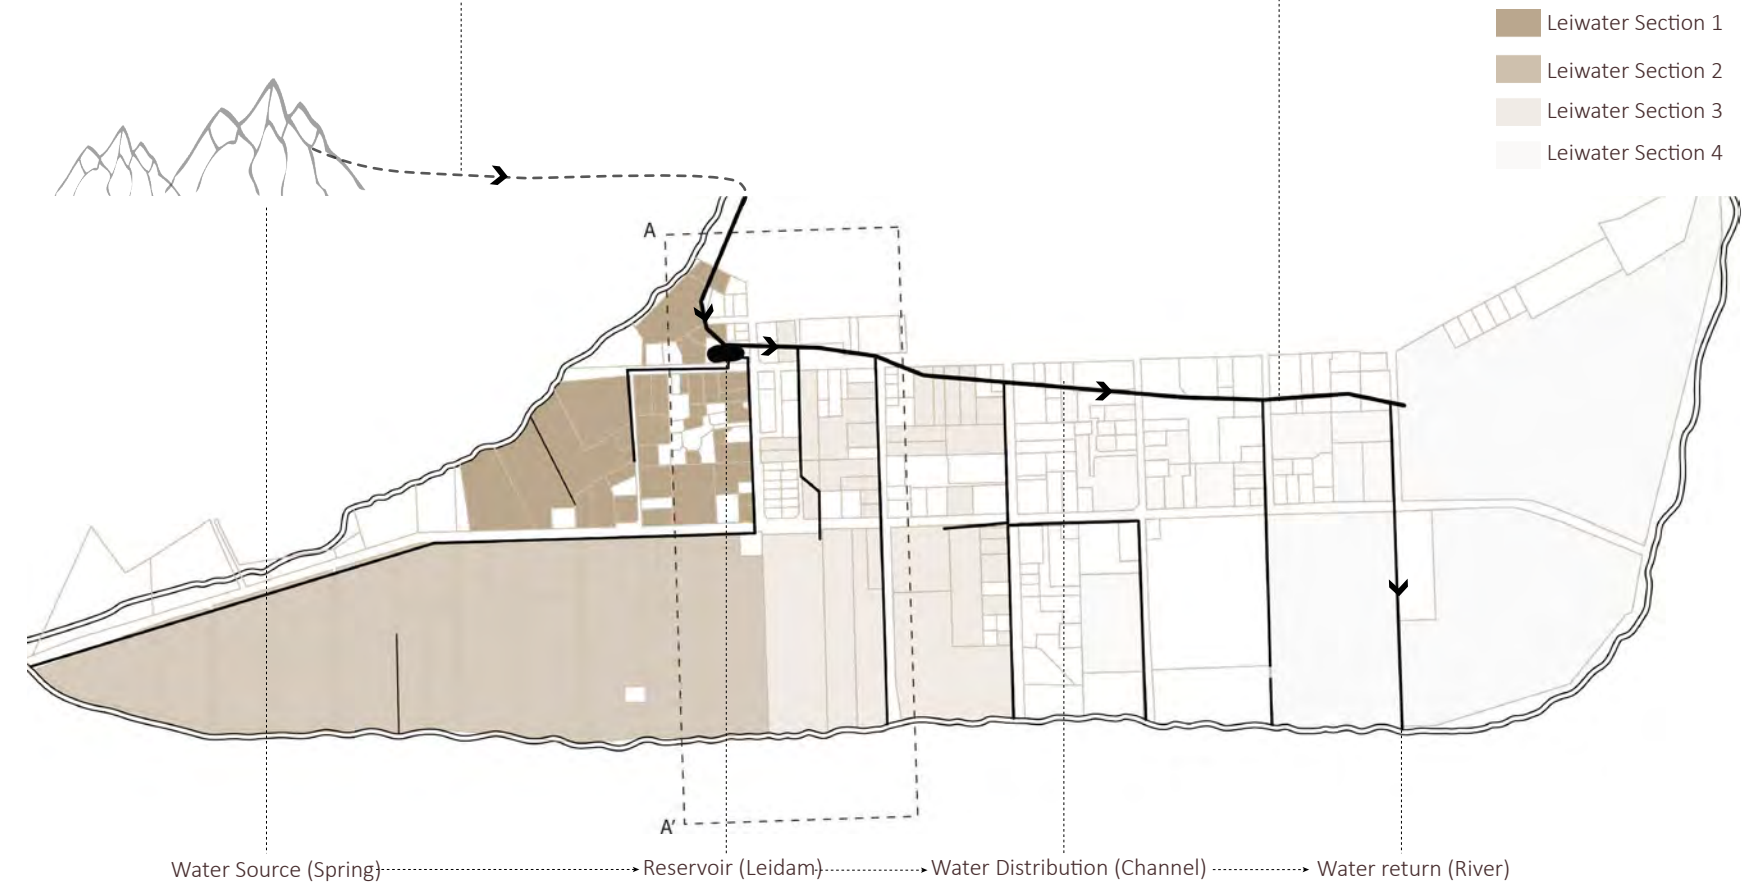 Leiwater Section 1
Leiwater Section 2
Leiwater Section 3
Leiwater Section 4
A
A'
Water Source (Spring)
Reservoir (Leidam)
Water Distribution (Channel)
Water return (River)